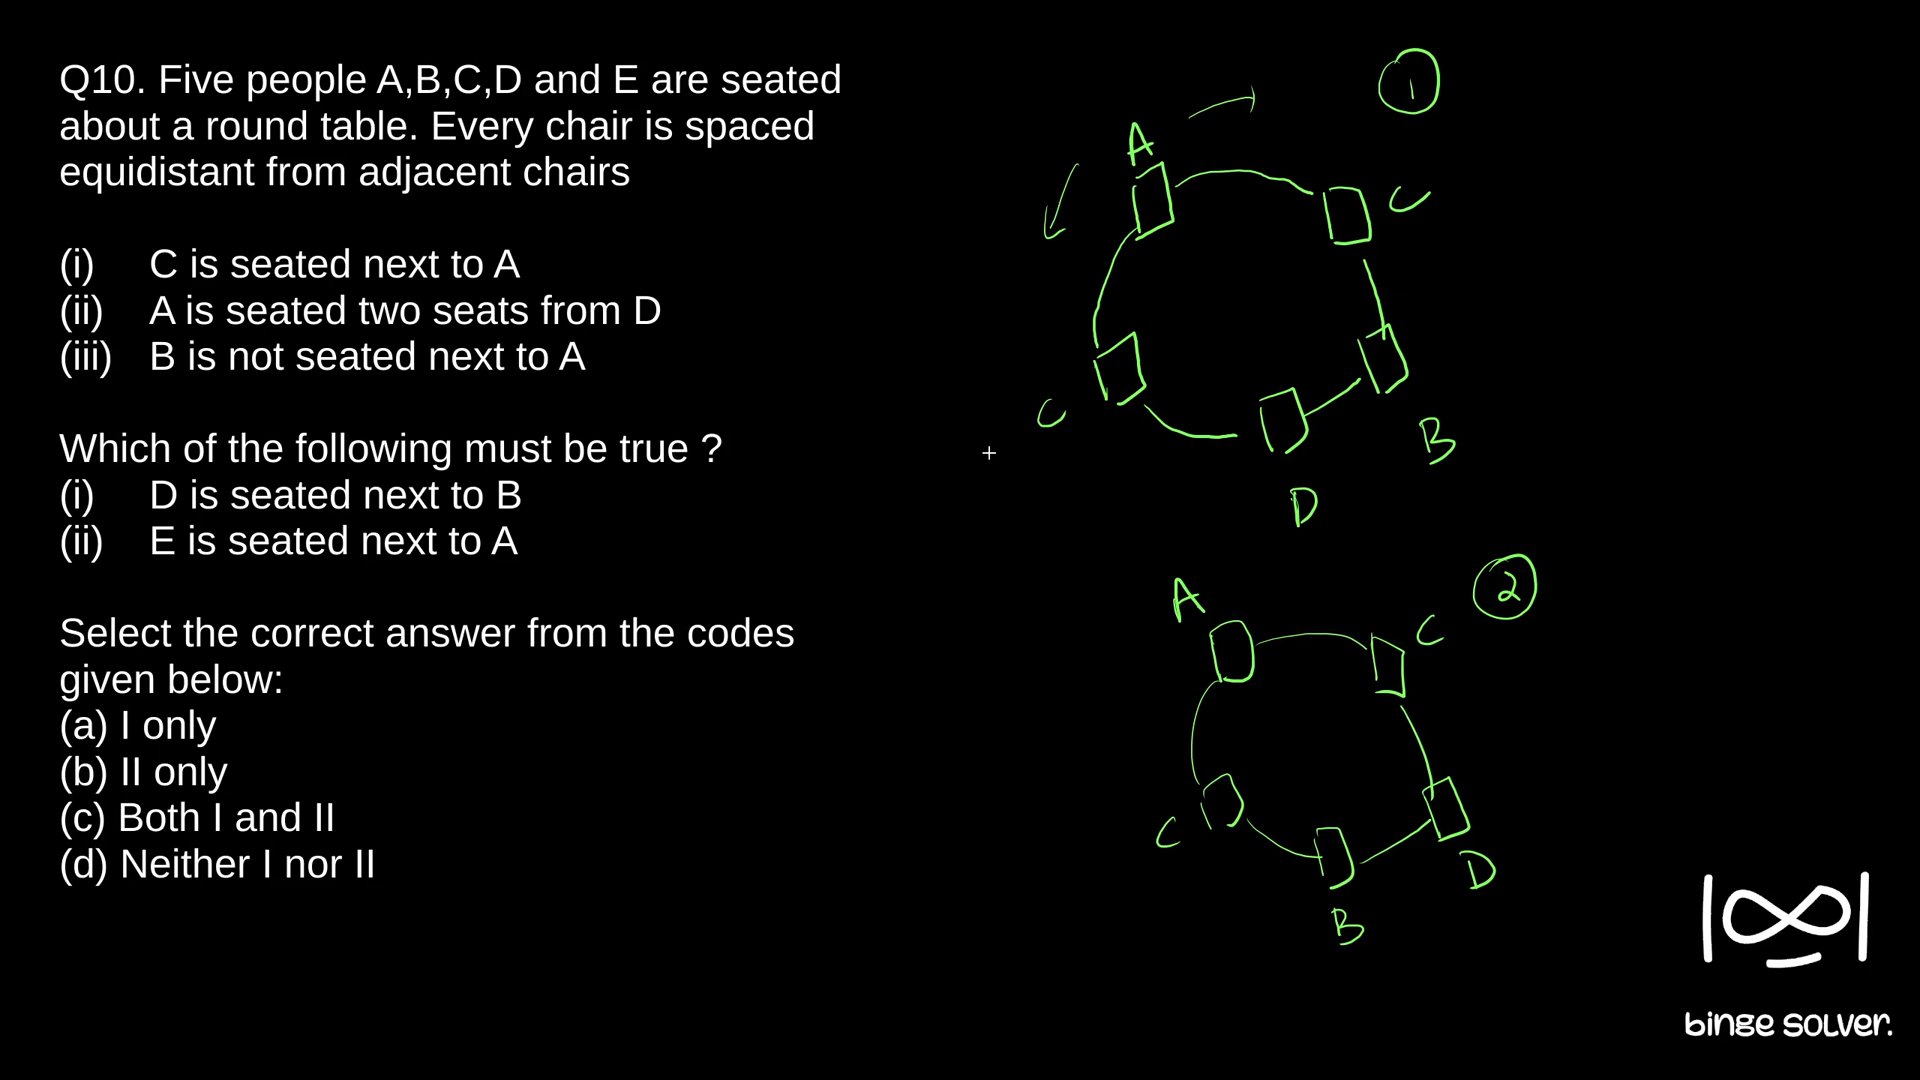 Q10. Five people A,B,C,D and E are seated
about a round table. Every chair is spaced
equidistant from adjacent chairs
(i) C is seated next to A
(ii) A is seated two seats from D
(iii) B is not seated next to A
Which of the following must be true ?
(i) D is seated next to B
(ii) E is seated next to A
Select the correct answer from the codes
given below:
(a) I only
(b) II only
(c) Both I and II
(d) Neither I nor II
1
A
C
C
B
D
2
A
C
C
D
B
binge solver.